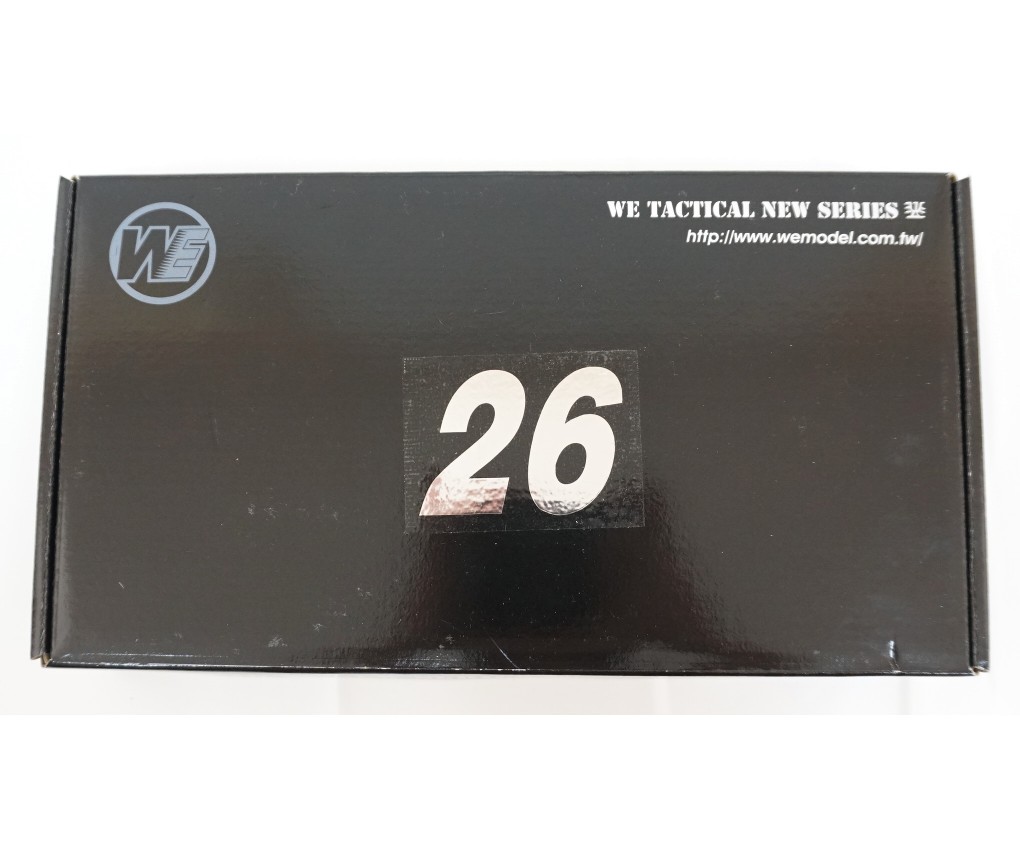 WE
WE TACTICAL NEW SERIES
http://www.wemodel.com.tw/
26